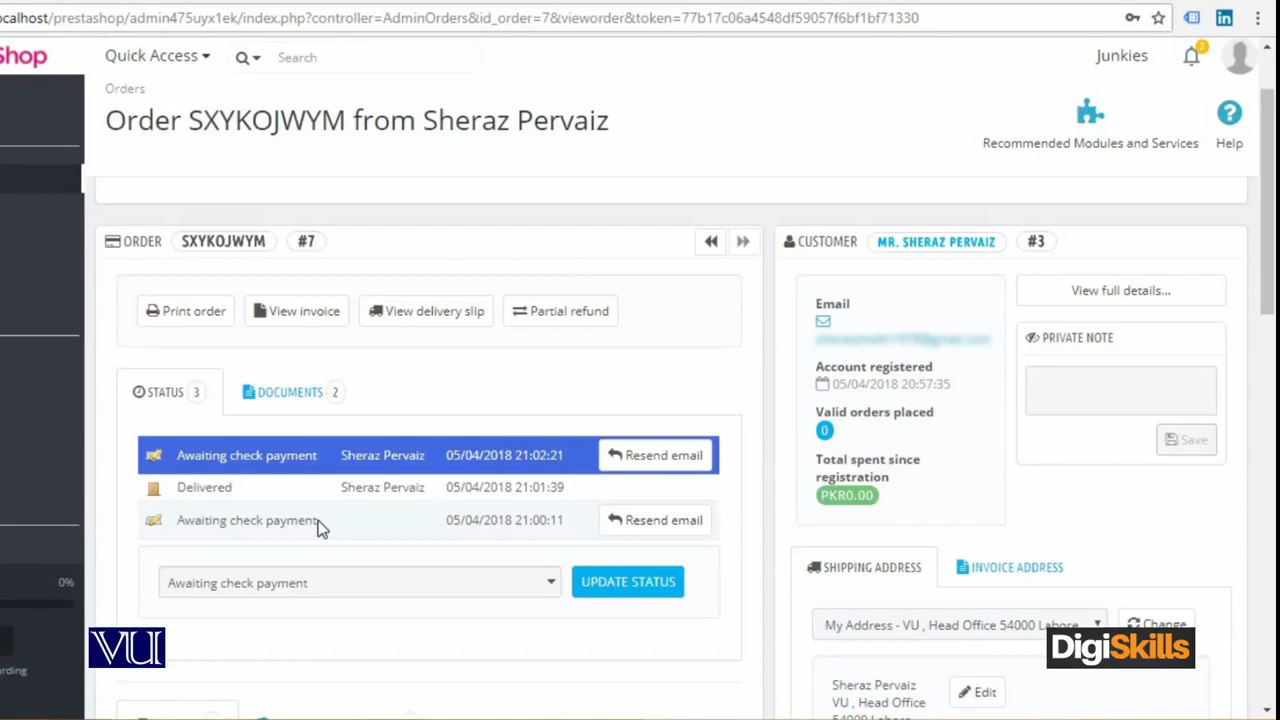 ocalhost/prestashop/admin475uyx1ek/index.php?controller=AdminOrders&id_order=7&vieworder&token=77b17c06a4548df59057f6bf1bf71330
Shop
Quick Access
Search
Junkies
2
Orders
Order SXYKOJWYM from Sheraz Pervaiz
Recommended Modules and Services
Help
ORDER SXYKOJWYM #7
Print order
View invoice
View delivery slip
Partial refund
STATUS 3
DOCUMENTS 2
Awaiting check payment Sheraz Pervaiz 05/04/2018 21:02:21 Resend email
Delivered Sheraz Pervaiz 05/04/2018 21:01:39
Awaiting check payment 05/04/2018 21:00:11 Resend email
Awaiting check payment
UPDATE STATUS
0%
rding
CUSTOMER MR. SHERAZ PERVAIZ #3
Email
Account registered
05/04/2018 20:57:35
Valid orders placed
0
Total spent since
registration
PKR0.00
View full details...
PRIVATE NOTE
Save
SHIPPING ADDRESS
INVOICE ADDRESS
My Address - VU , Head Office 54000 Lahore
Change
Sheraz Pervaiz
VU , Head Office
54000 Lahore
Edit
VU
DigiSkills